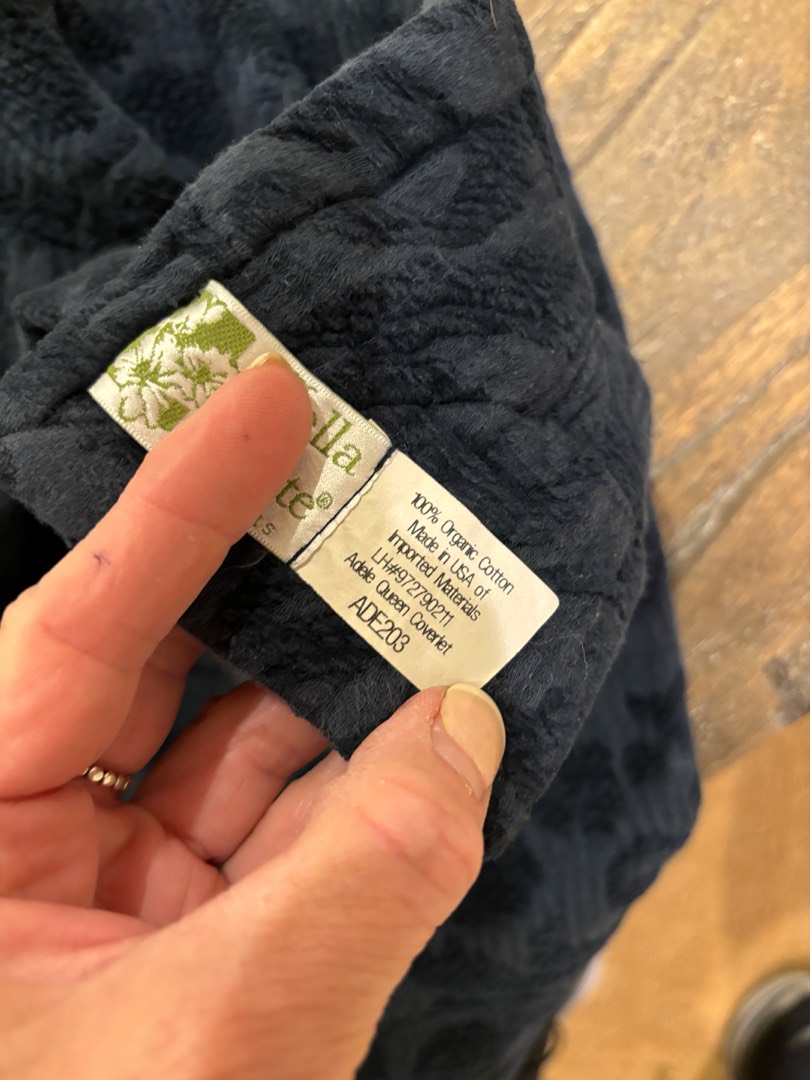 lla
te®
100% Organic Cotton
Made in USA of
Imported Materials
LH#972790211
Adele Queen Coverlet
ADE203